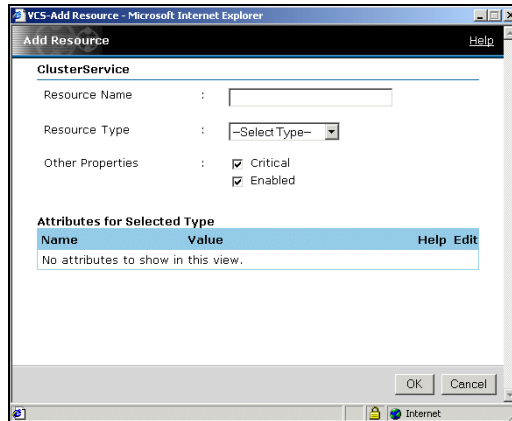 VCS-Add Resource - Microsoft Internet Explorer
Add Resource Help
ClusterService
Resource Name :
Resource Type : --Select Type--
Other Properties : Critical
Enabled
Attributes for Selected Type
Name Value Help Edit
No attributes to show in this view.
OK Cancel
Internet